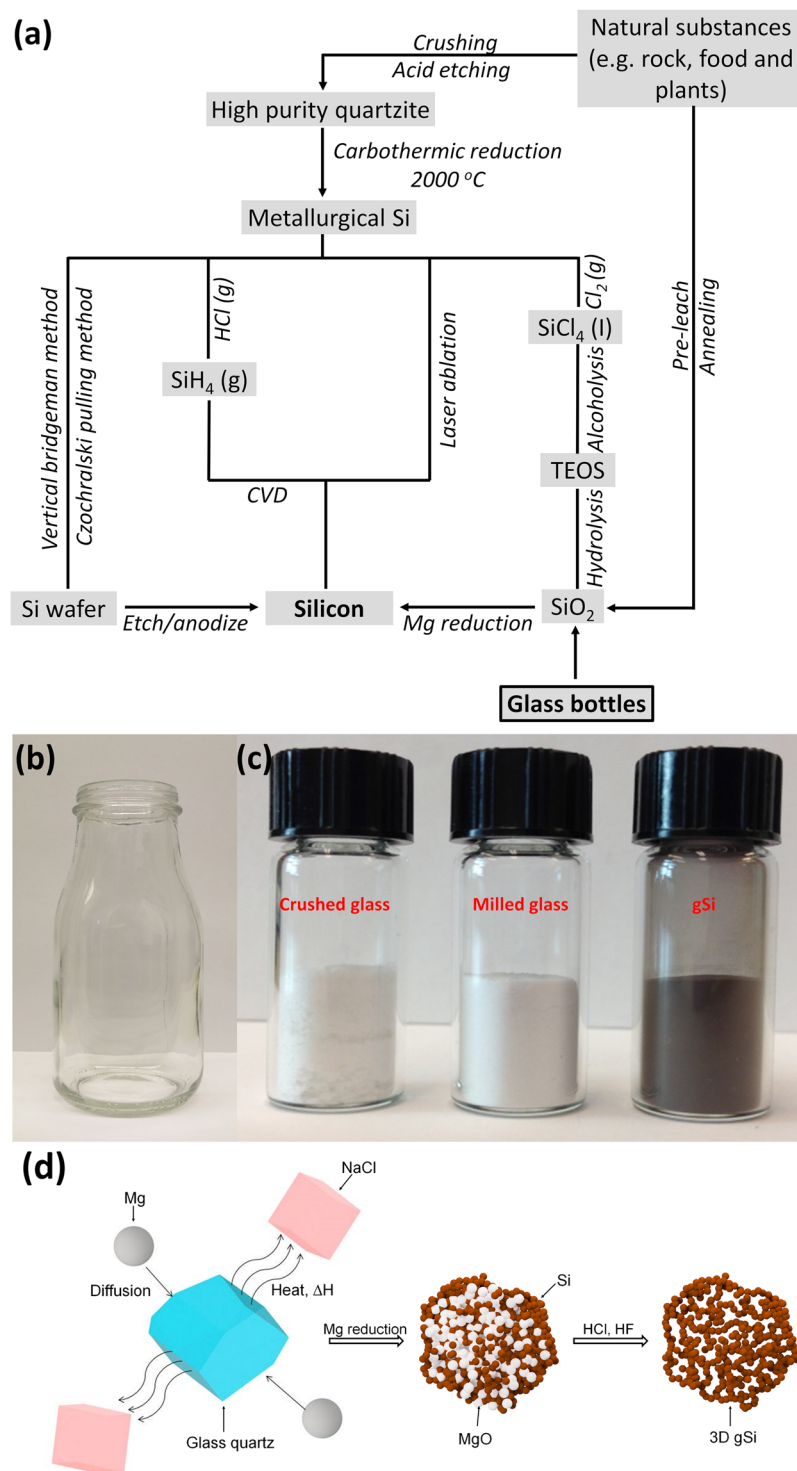 (a)
Natural substances
(e.g. rock, food and
plants)
Crushing
Acid etching
High purity quartzite
Carbothermic reduction
2000 °C
Metallurgical Si
Vertical bridgeman method
Czochralski pulling method
HCl (g)
SiH4 (g)
Laser ablation
CVD
Cl2 (g)
SiCl4 (l)
Alcoholysis
TEOS
Hydrolysis
Pre-leach
Annealing
Si wafer
Etch/anodize
Silicon
Mg reduction
SiO2
Glass bottles
(b)
(c)
Crushed glass
Milled glass
gSi
(d)
NaCl
Mg
Diffusion
Heat, ΔH
Glass quartz
Mg reduction
Si
MgO
HCl, HF
3D gSi